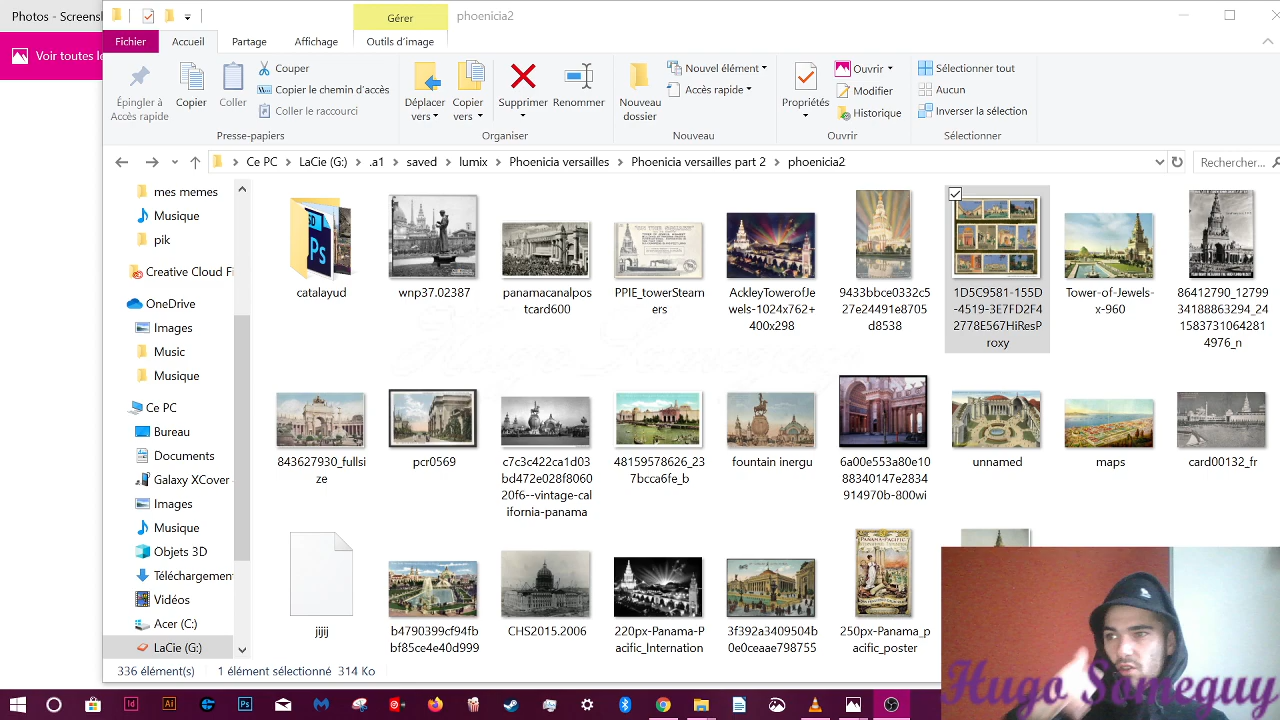 Photos - Screensh
Gérer
phoenicia2
Voir toutes le
Fichier
Accueil
Partage
Affichage
Outils d'image
Épingler à
Accès rapide
Copier
Coller
Couper
Copier le chemin d'accès
Coller le raccourci
Presse-papiers
Déplacer
vers
Copier
vers
Supprimer
Renommer
Organiser
Nouveau
dossier
Nouvel élément
Accès rapide
Nouveau
Propriétés
Ouvrir
Modifier
Historique
Ouvrir
Sélectionner tout
Aucun
Inverser la sélection
Sélectionner
Ce PC > LaCie (G:) > .a1 > saved > lumix > Phoenicia versailles > Phoenicia versailles part 2 > phoenicia2
Rechercher...
mes memes
Musique
pik
Creative Cloud F
OneDrive
Images
Music
Musique
Ce PC
Bureau
Documents
Galaxy XCover
Images
Musique
Objets 3D
Téléchargement
Vidéos
Acer (C:)
LaCie (G:)
catalayud
wnp37.02387
panamacanalpos
tcard600
PPIE_towerSteam
ers
AckleyTowerofJe
wels-1024x762+
400x298
9433bbce0332c5
27e24491e8705
d8538
1D5C9581-155D
-4519-3E7FD2F4
2778E567HiResP
roxy
Tower-of-Jewels-
x-960
86412790_12799
34188863294_24
1583731064281
4976_n
843627930_fullsi
ze
pcr0569
c7c3c422ca1d03
bd472e028f8060
20f6--vintage-cal
ifornia-panama
48159578626_23
7bcca6fe_b
fountain inergu
6a00e553a80e10
88340147e2834
914970b-800wi
unnamed
maps
card00132_fr
jijij
b4790399cf94fb
bf85ce4e40d999
CHS2015.2006
220px-Panama-P
acific_Internation
3f392a3409504b
0e0ceaae798755
250px-Panama_p
acific_poster
336 élément(s)
1 élément sélectionné 314 Ko
Hugo Someguy